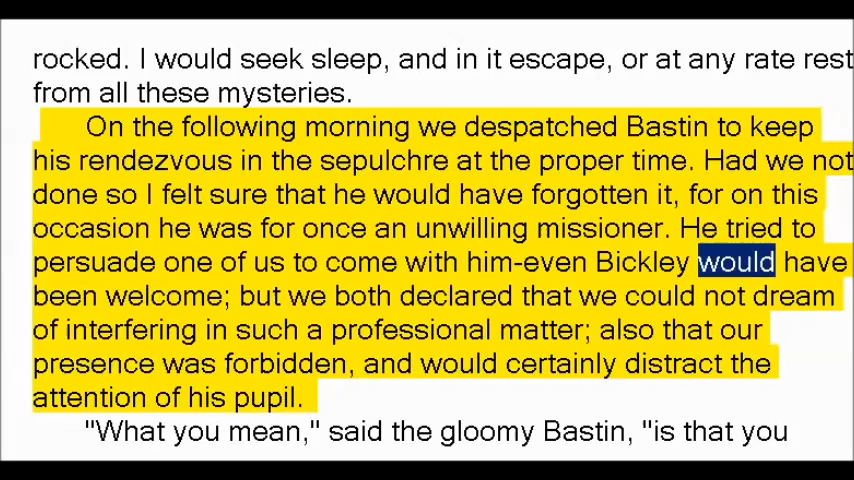 rocked. I would seek sleep, and in it escape, or at any rate rest
from all these mysteries.
On the following morning we despatched Bastin to keep
his rendezvous in the sepulchre at the proper time. Had we not
done so I felt sure that he would have forgotten it, for on this
occasion he was for once an unwilling missioner. He tried to
persuade one of us to come with him-even Bickley would have
been welcome; but we both declared that we could not dream
of interfering in such a professional matter; also that our
presence was forbidden, and would certainly distract the
attention of his pupil.
"What you mean," said the gloomy Bastin, "is that you